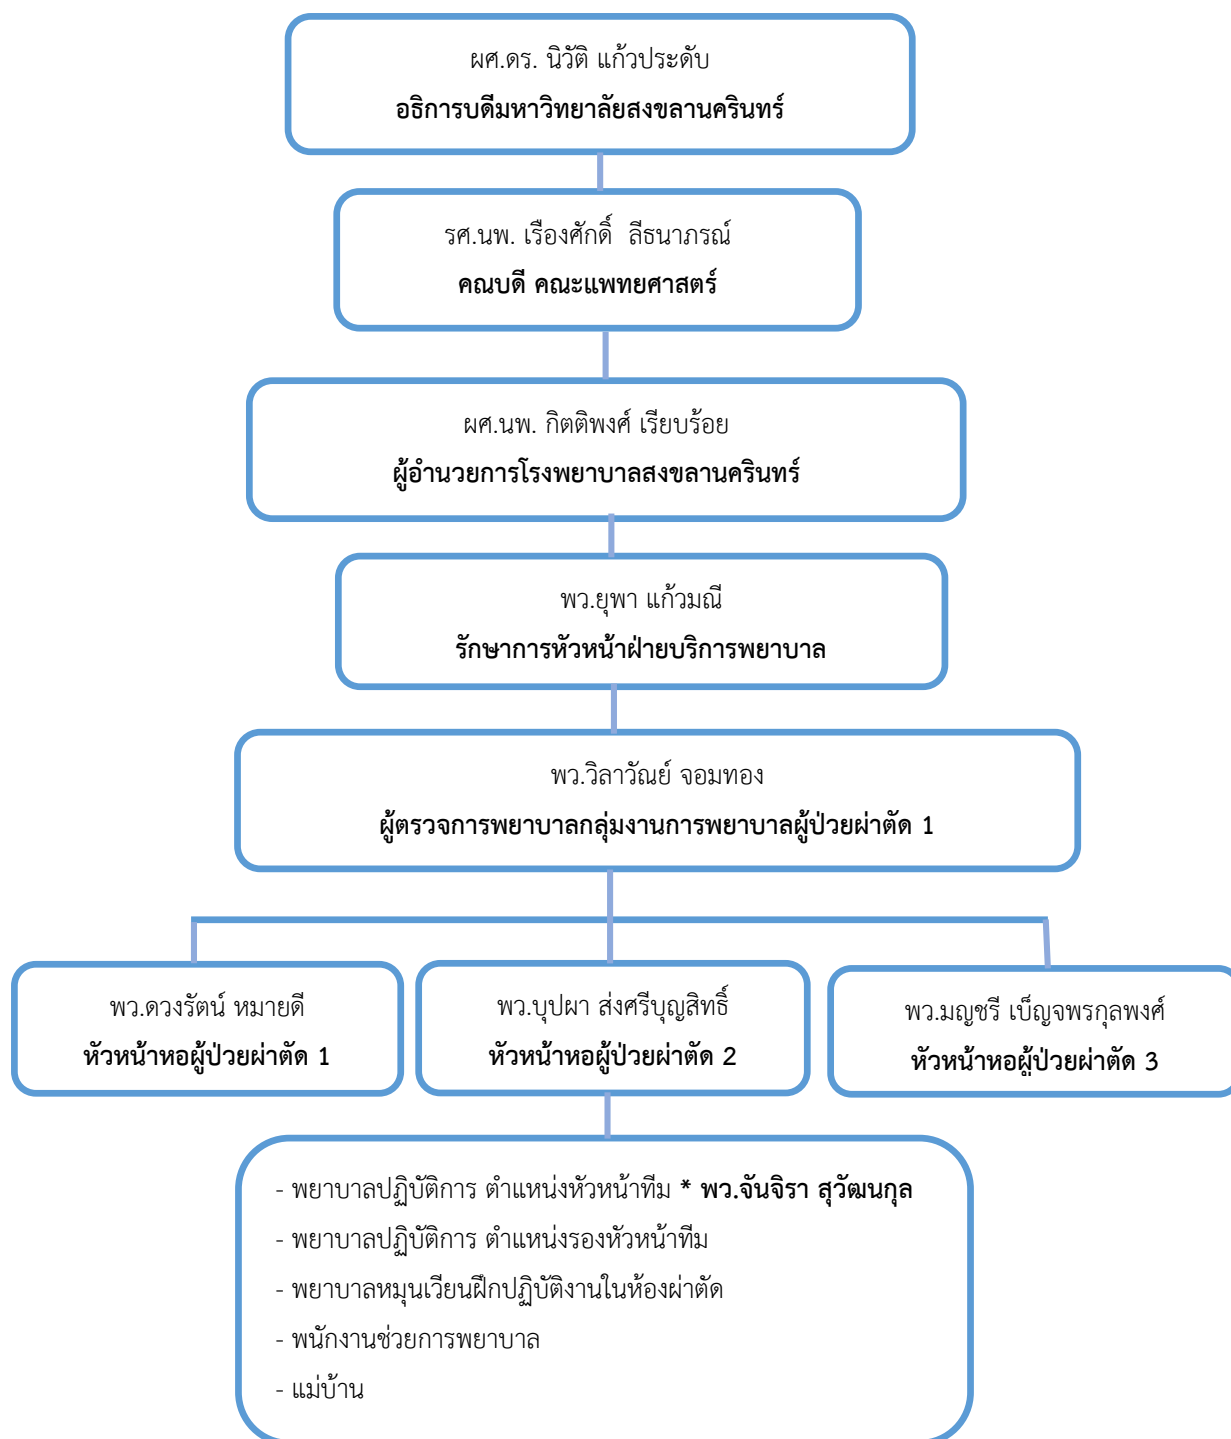 ผศ.ดร. นิวัติ แก้วประดับ
อธิการบดีมหาวิทยาลัยสงขลานครินทร์
รศ.นพ. เรืองศักดิ์ ลีธนาภรณ์
คณบดี คณะแพทยศาสตร์
ผศ.นพ. กิตติพงศ์ เรียบร้อย
ผู้อำนวยการโรงพยาบาลสงขลานครินทร์
พว.ยุพา แก้วมณี
รักษาการหัวหน้าฝ่ายบริการพยาบาล
พว.วิลาวัณย์ จอมทอง
ผู้ตรวจการพยาบาลกลุ่มงานการพยาบาลผู้ป่วยผ่าตัด 1
พว.ดวงรัตน์ หมายดี
หัวหน้าหอผู้ป่วยผ่าตัด 1
พว.บุปผา ส่งศรีบุญสิทธิ์
หัวหน้าหอผู้ป่วยผ่าตัด 2
พว.มญชรี เบ็ญจพรกุลพงศ์
หัวหน้าหอผู้ป่วยผ่าตัด 3
- พยาบาลปฏิบัติการ ตำแหน่งหัวหน้าทีม * พว.จันจิรา สุวัฒนกุล
- พยาบาลปฏิบัติการ ตำแหน่งรองหัวหน้าทีม
- พยาบาลหมุนเวียนฝึกปฏิบัติงานในห้องผ่าตัด
- พนักงานช่วยการพยาบาล
- แม่บ้าน